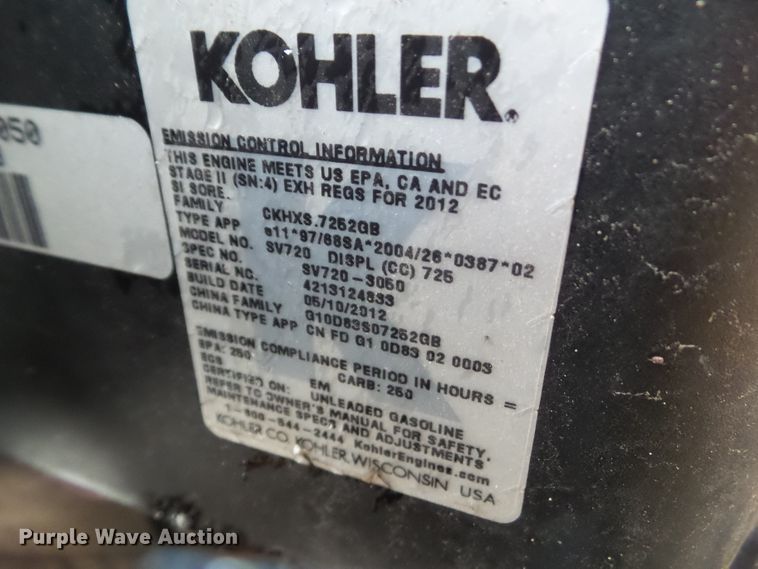 KOHLER.
EMISSION CONTROL INFORMATION
THIS ENGINE MEETS US EPA, CA AND EC
STAGE II (SN:4) EXH REGS FOR 2012
SI SORE.
FAMILY CKHXS.7252GB
TYPE APP e11*97/68SA*2004/26*0387*02
MODEL NO. SV720 DISPL (CC) 725
SPEC NO. SV720-3050
SERIAL NO. 4213124833
BUILD DATE 05/10/2012
CHINA FAMILY G10D83S07252GB
CHINA TYPE APP CN FD G1 0D83 02 0003
EMISSION COMPLIANCE PERIOD IN HOURS =
EPA: 250 CARB: 250
ECS EM
CERTIFIED ON: UNLEADED GASOLINE
REFER TO OWNER'S MANUAL FOR SAFETY,
MAINTENANCE SPECS AND ADJUSTMENTS
1-800-544-2444 KohlerEngines.com
KOHLER CO. KOHLER, WISCONSIN USA
050
Purple Wave Auction